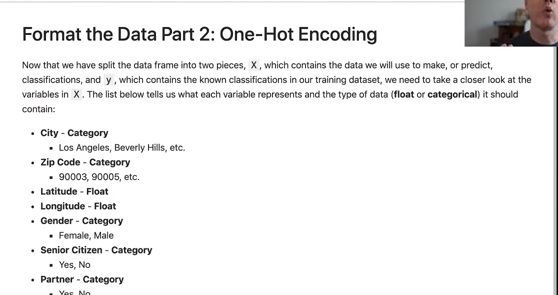 Format the Data Part 2: One-Hot Encoding
Now that we have split the data frame into two pieces, X , which contains the data we will use to make, or predict,
classifications, and y , which contains the known classifications in our training dataset, we need to take a closer look at the
variables in X . The list below tells us what each variable represents and the type of data (float or categorical) it should
contain:
• City - Category
▪ Los Angeles, Beverly Hills, etc.
• Zip Code - Category
▪ 90003, 90005, etc.
• Latitude - Float
• Longitude - Float
• Gender - Category
▪ Female, Male
• Senior Citizen - Category
▪ Yes, No
• Partner - Category
▪ Yes, No